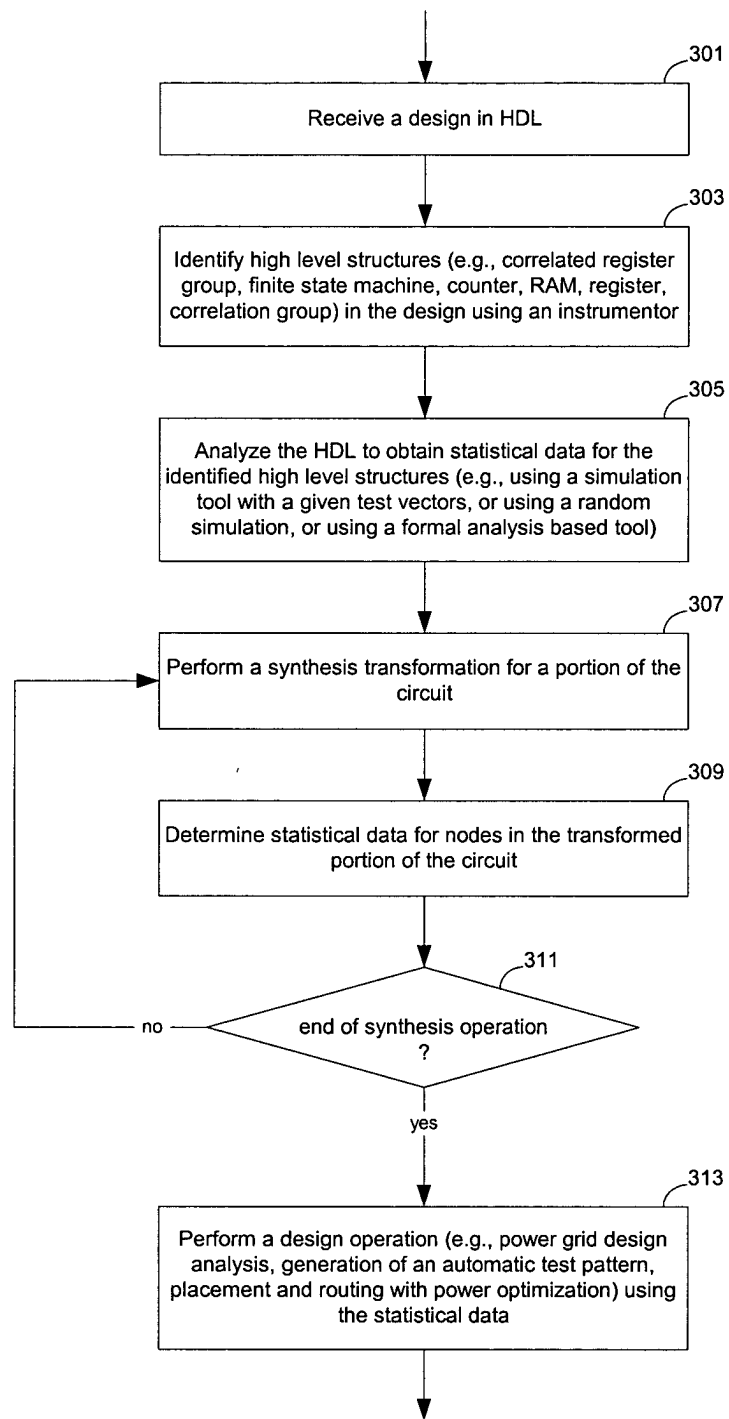 301
Receive a design in HDL
303
Identify high level structures (e.g., correlated register
group, finite state machine, counter, RAM, register,
correlation group) in the design using an instrumentor
305
Analyze the HDL to obtain statistical data for the
identified high level structures (e.g., using a simulation
tool with a given test vectors, or using a random
simulation, or using a formal analysis based tool)
307
Perform a synthesis transformation for a portion of the
circuit
309
Determine statistical data for nodes in the transformed
portion of the circuit
311
end of synthesis operation
?
no
yes
313
Perform a design operation (e.g., power grid design
analysis, generation of an automatic test pattern,
placement and routing with power optimization) using
the statistical data